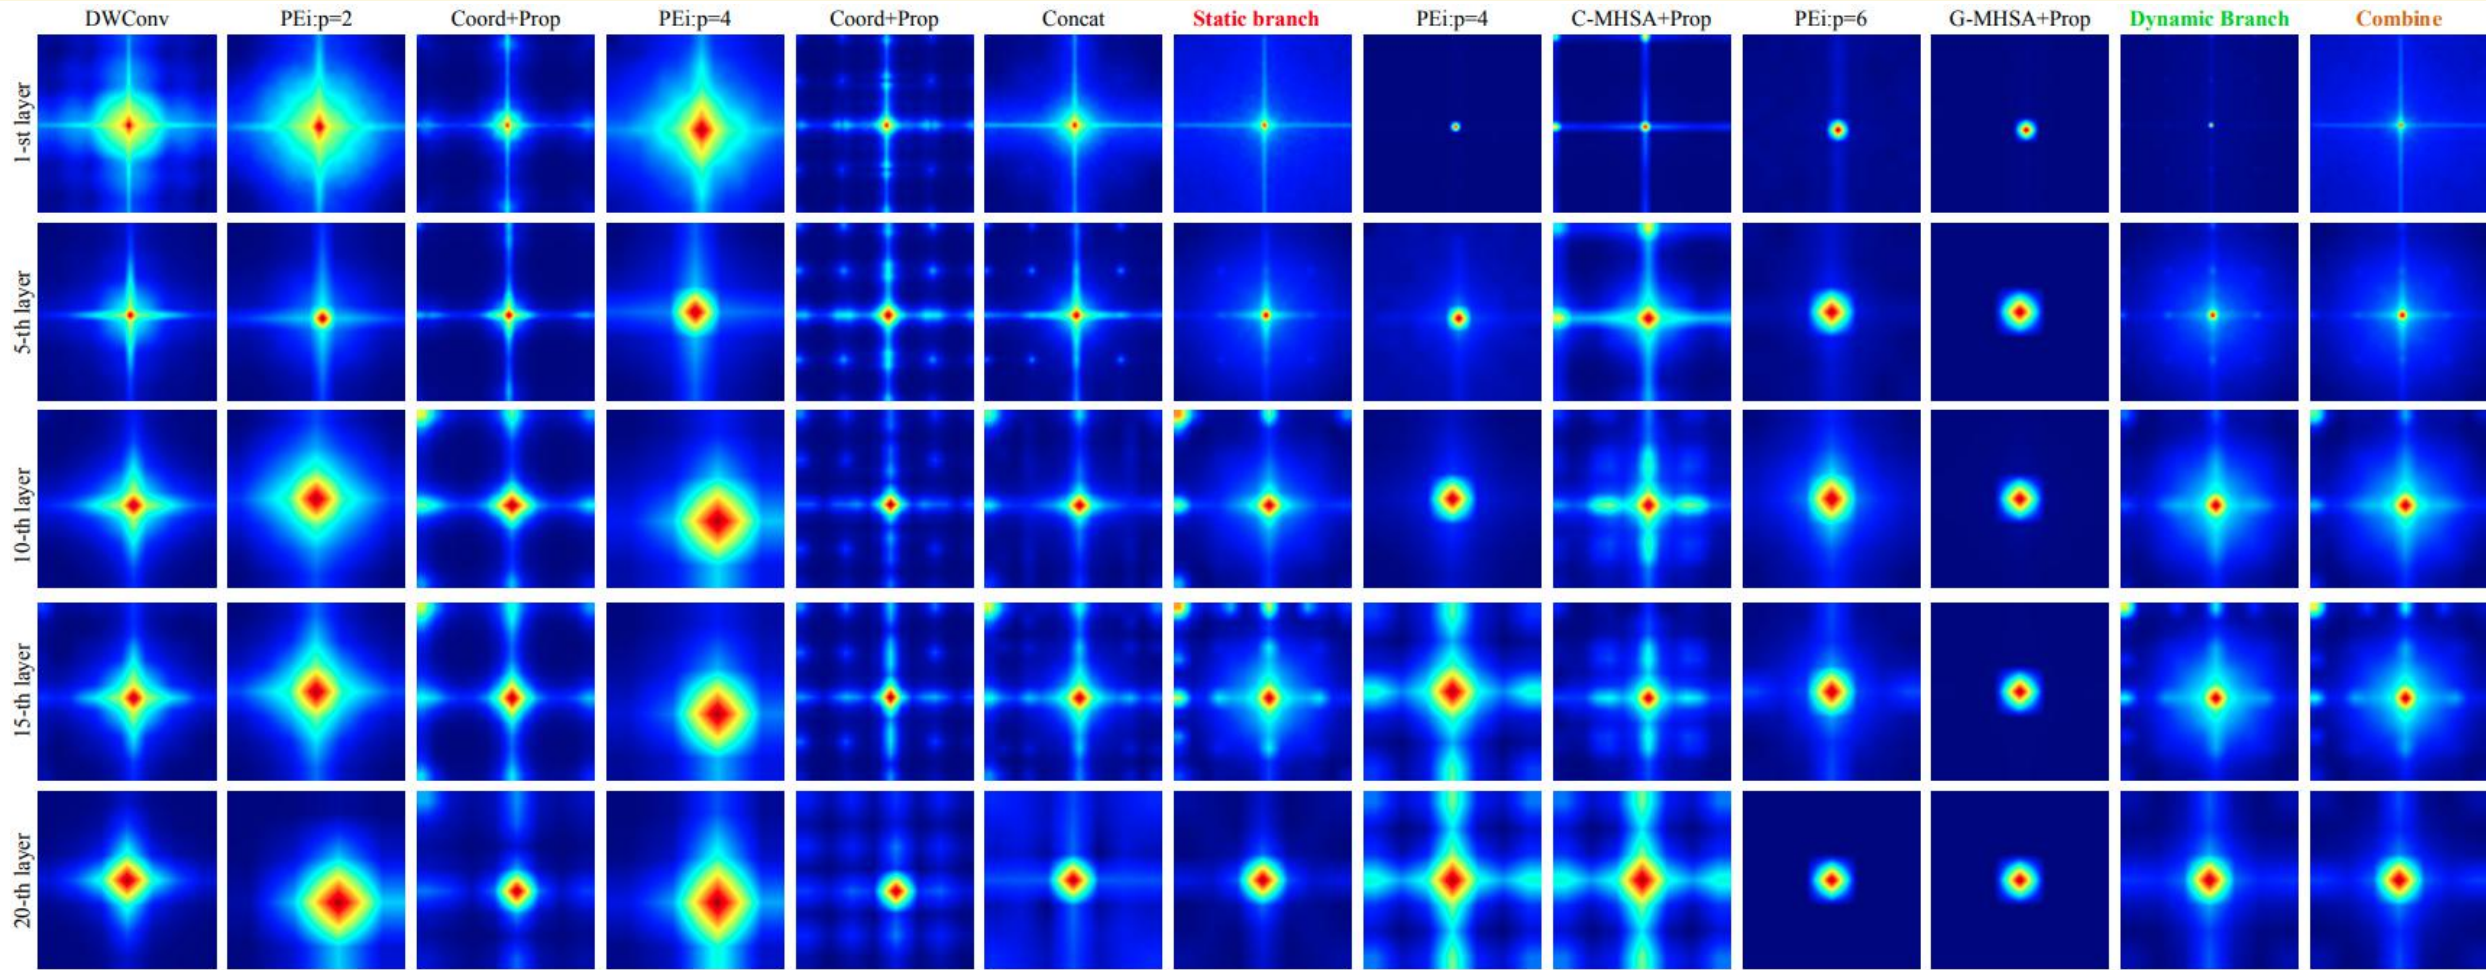 DWConv PEi:p=2 Coord+Prop PEi:p=4 Coord+Prop Concat Static branch PEi:p=4 C-MHSA+Prop PEi:p=6 G-MHSA+Prop Dynamic Branch Combine
1-st layer
5-th layer
10-th layer
15-th layer
20-th layer